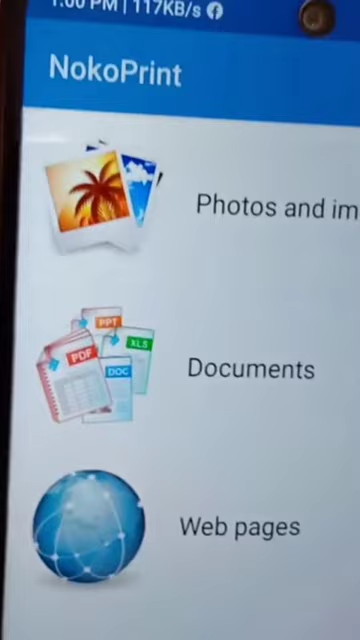 1:00 PM | 117KB/s
NokoPrint
Photos and im
PPT
XLS
PDF
DOC
Documents
Web pages